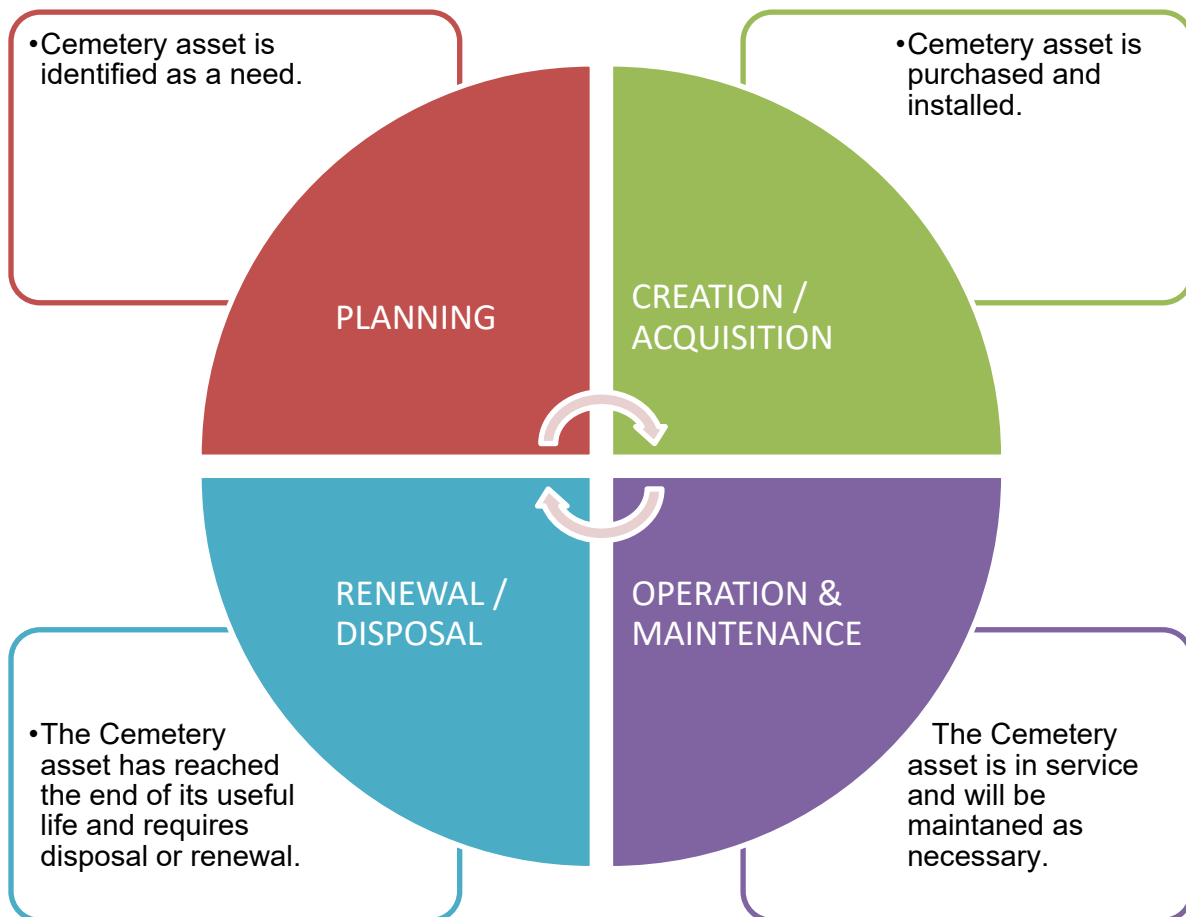 •Cemetery asset is
identified as a need.
•Cemetery asset is
purchased and
installed.
PLANNING
CREATION /
ACQUISITION
RENEWAL /
DISPOSAL
OPERATION &
MAINTENANCE
•The Cemetery
asset has reached
the end of its useful
life and requires
disposal or renewal.
The Cemetery
asset is in service
and will be
maintaned as
necessary.